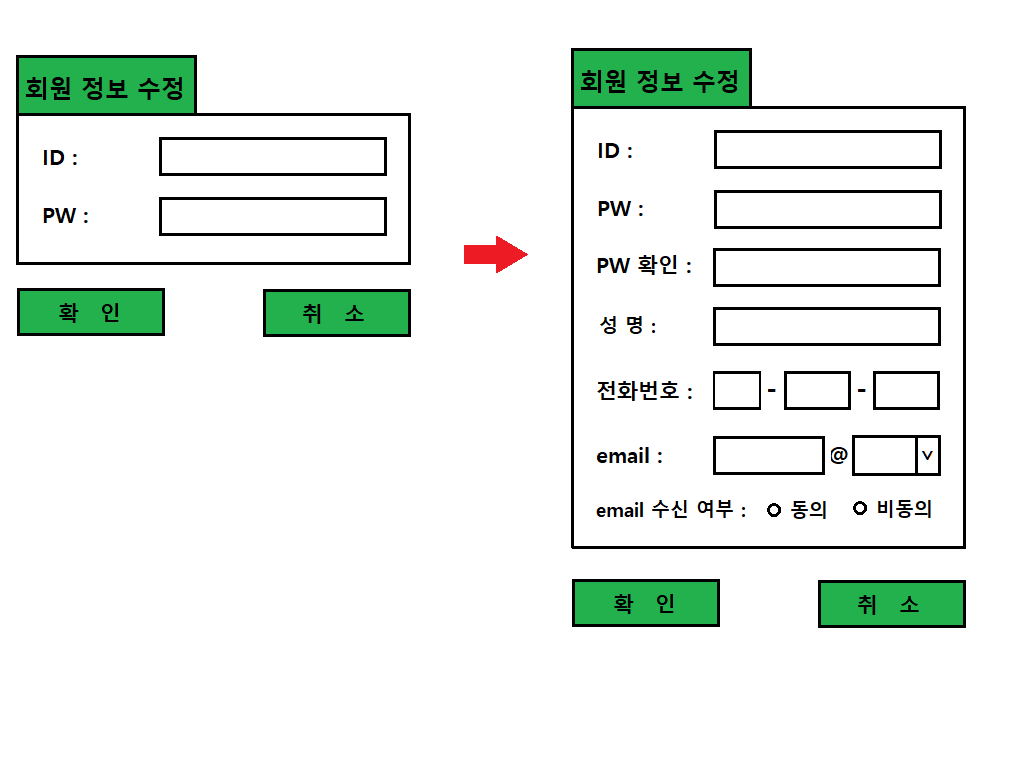 회원 정보 수정
ID :
PW :
확 인
취 소
회원 정보 수정
ID :
PW :
PW 확인 :
성 명 :
전화번호 : - -
email : @ v
email 수신 여부 : 동의 비동의
확 인
취 소